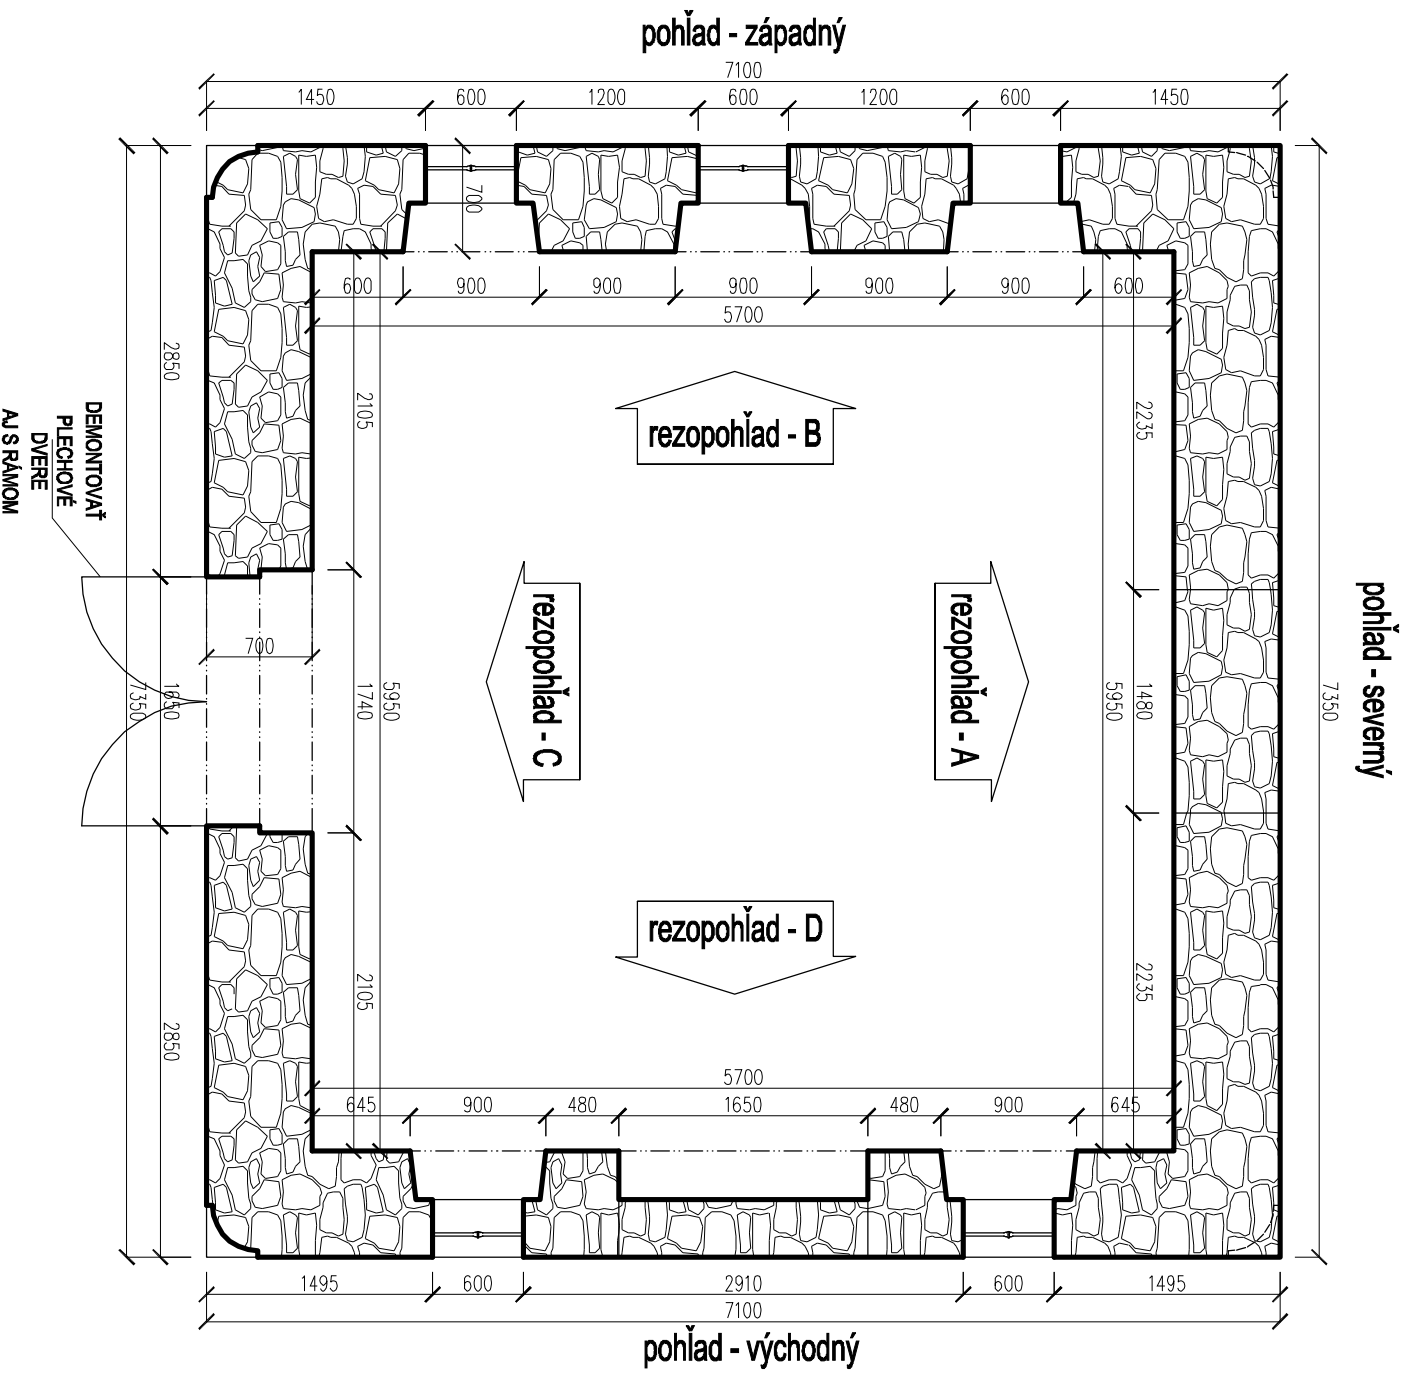 pohľad - západný
7100
1450 600 1200 600 1200 600 1450
700
600 900 900 900 900 900 600
5700
2850
2105
2235
7350
rezopohľad - B
DEMONTOVAŤ
PLECHOVÉ
DVERE
AJ S RÁMOM
pohľad - severný
rezopohľad - C
rezopohľad - A
700
7350
1650
1740
5950
5950
1480
rezopohľad - D
2850
2105
2235
5700
645 900 480 1650 480 900 645
1495 600 2910 600 1495
7100
pohľad - východný